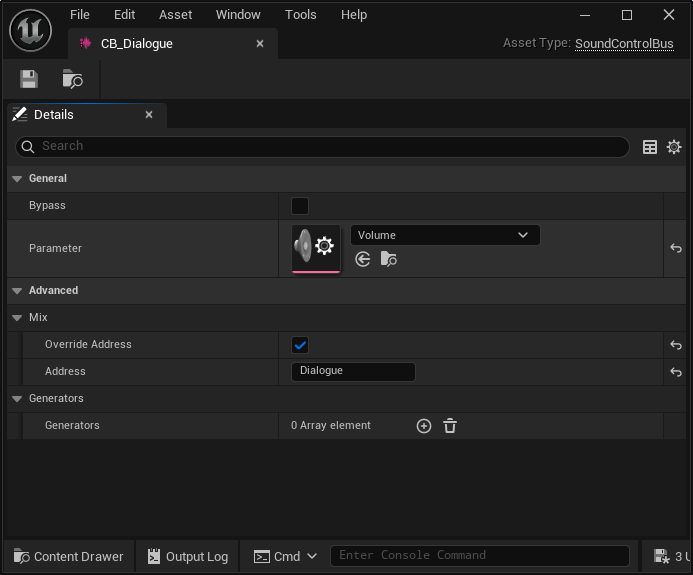 File Edit Asset Window Tools Help
CB_Dialogue
Asset Type: SoundControlBus
Details
Search
General
Bypass
Parameter
Volume
Advanced
Mix
Override Address
Address
Dialogue
Generators
Generators
0 Array element
Content Drawer
Output Log
Cmd
Enter Console Command
3 U